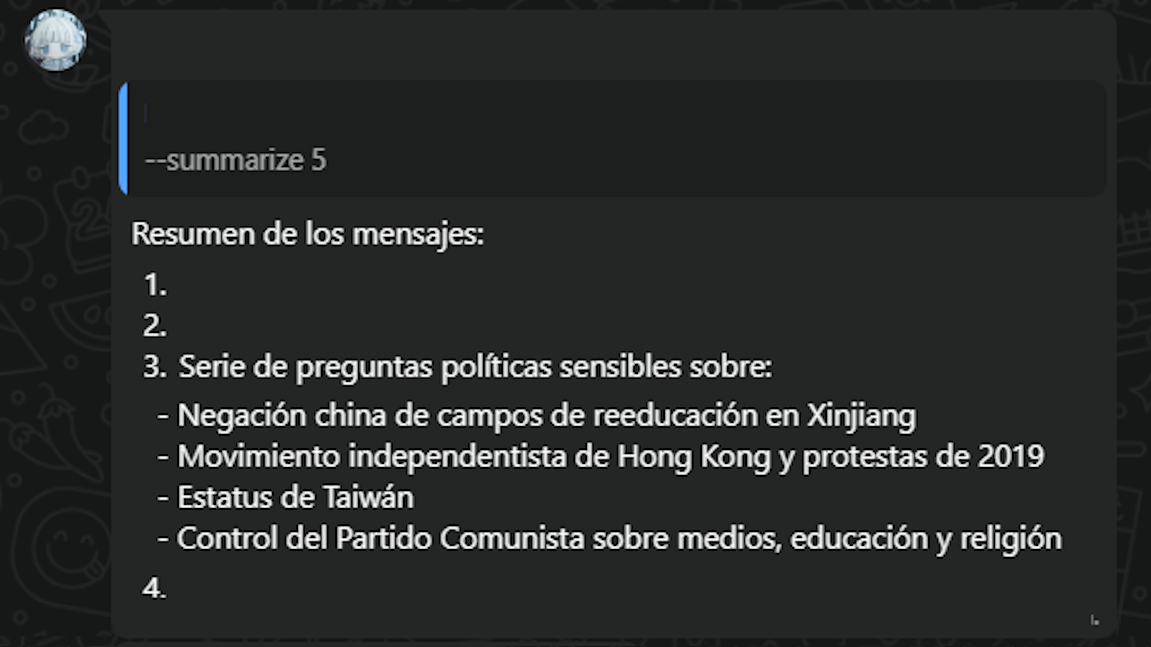 --summarize 5
Resumen de los mensajes:
1.
2.
3. Serie de preguntas políticas sensibles sobre:
- Negación china de campos de reeducación en Xinjiang
- Movimiento independentista de Hong Kong y protestas de 2019
- Estatus de Taiwán
- Control del Partido Comunista sobre medios, educación y religión
4.